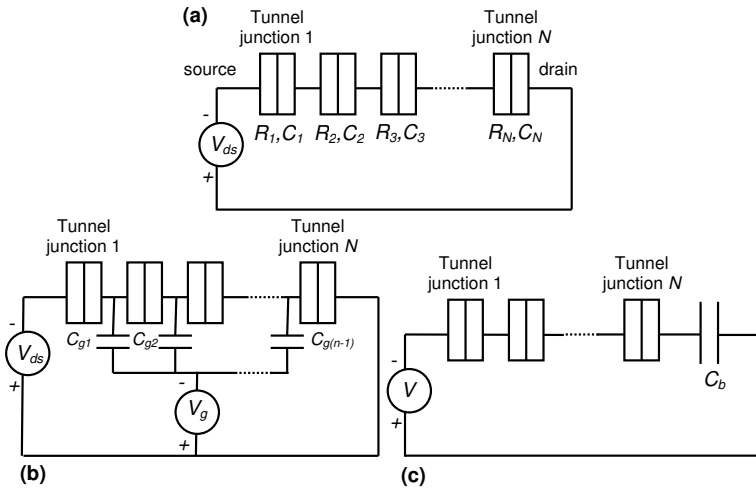 (a)
Tunnel
junction 1
Tunnel
junction N
source
drain
-
V_ds
+
R_1,C_1
R_2,C_2
R_3,C_3
R_N,C_N
Tunnel
junction 1
Tunnel
junction N
-
V_ds
+
C_g1
C_g2
C_g(n-1)
-
V_g
+
(b)
Tunnel
junction 1
Tunnel
junction N
-
V
+
C_b
(c)